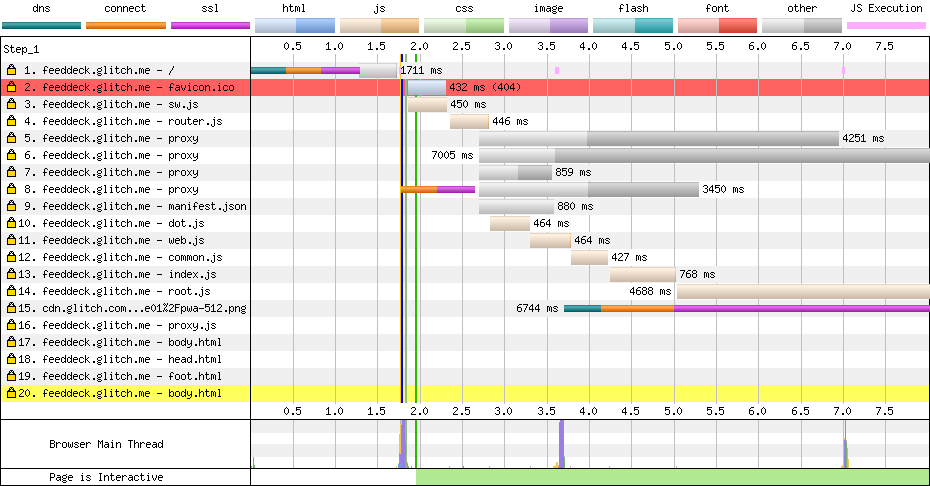 dns connect ssl html js css image flash font other JS Execution
Step_1 0.5 1.0 1.5 2.0 2.5 3.0 3.5 4.0 4.5 5.0 5.5 6.0 6.5 7.0 7.5
1. feeddeck.glitch.me - / 1711 ms
2. feeddeck.glitch.me - favicon.ico 432 ms (404)
3. feeddeck.glitch.me - sw.js 450 ms
4. feeddeck.glitch.me - router.js 446 ms
5. feeddeck.glitch.me - proxy 4251 ms
6. feeddeck.glitch.me - proxy 7005 ms
7. feeddeck.glitch.me - proxy 859 ms
8. feeddeck.glitch.me - proxy 3450 ms
9. feeddeck.glitch.me - manifest.json 880 ms
10. feeddeck.glitch.me - dot.js 464 ms
11. feeddeck.glitch.me - web.js 464 ms
12. feeddeck.glitch.me - common.js 427 ms
13. feeddeck.glitch.me - index.js 768 ms
14. feeddeck.glitch.me - root.js 4688 ms
15. cdn.glitch.com...e01%2Fpwa-512.png 6744 ms
16. feeddeck.glitch.me - proxy.js
17. feeddeck.glitch.me - body.html
18. feeddeck.glitch.me - head.html
19. feeddeck.glitch.me - foot.html
20. feeddeck.glitch.me - body.html
0.5 1.0 1.5 2.0 2.5 3.0 3.5 4.0 4.5 5.0 5.5 6.0 6.5 7.0 7.5
Browser Main Thread
Page is Interactive